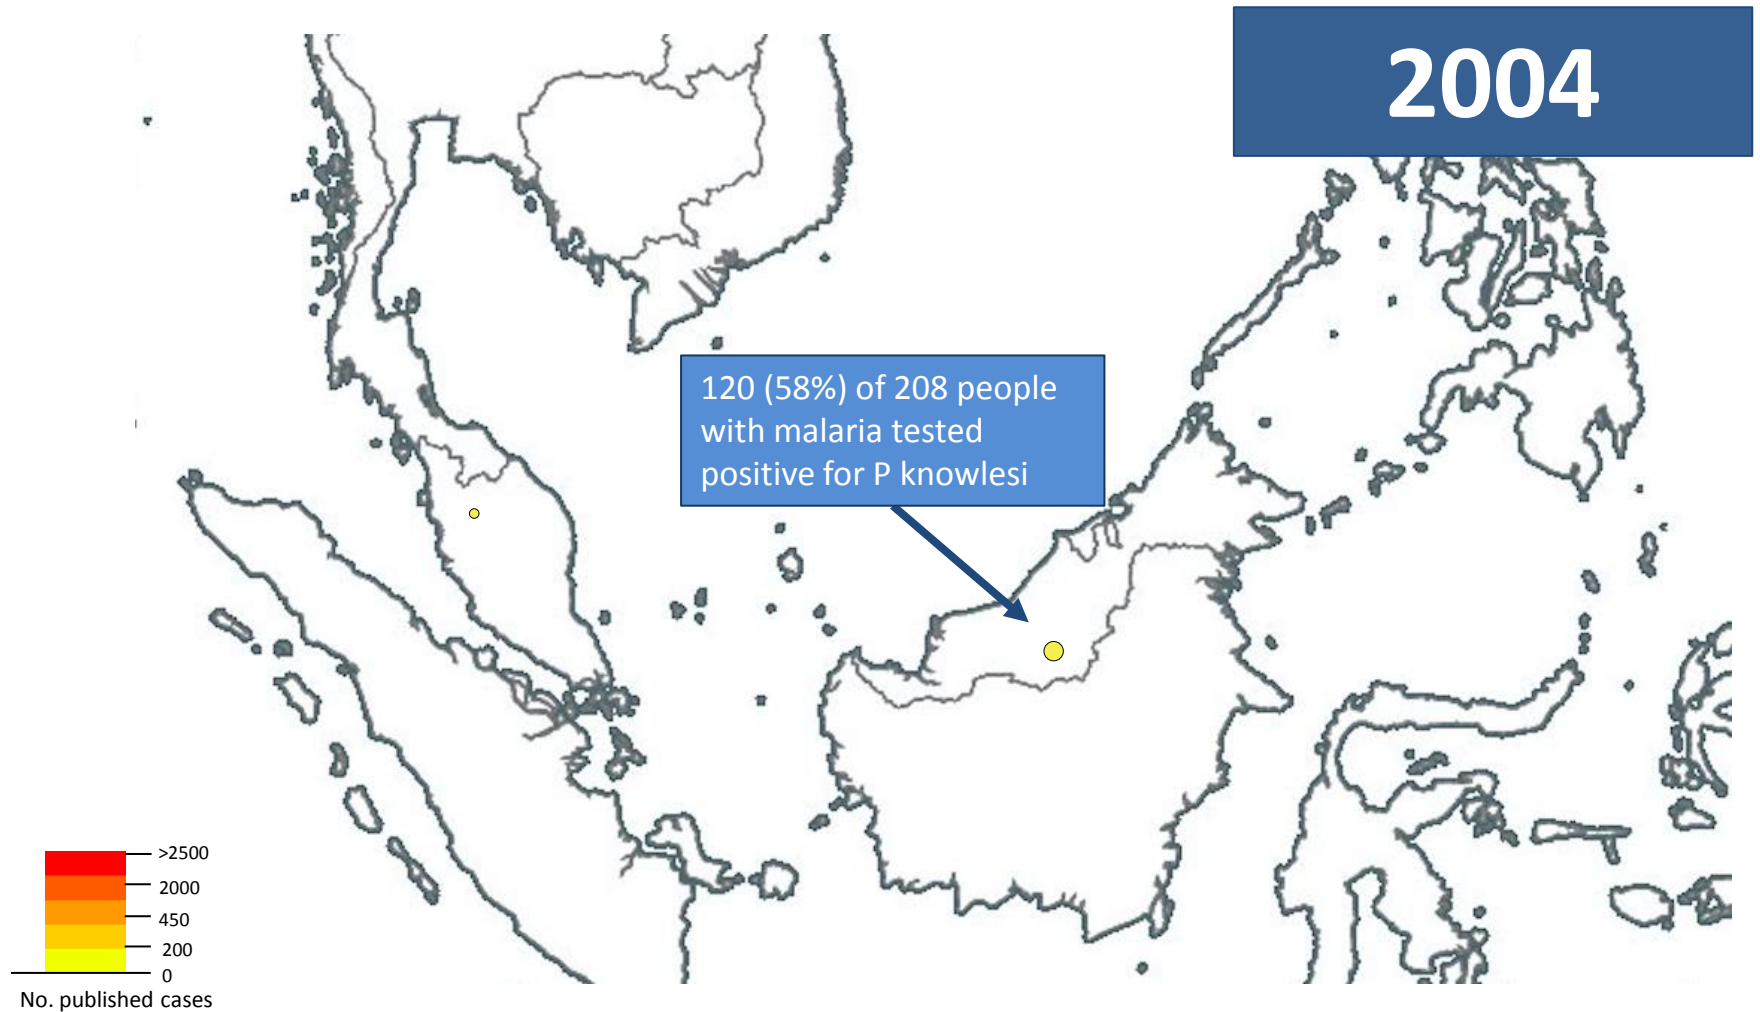 2004
120 (58%) of 208 people
with malaria tested
positive for P knowlesi
>2500
2000
450
200
0
No. published cases